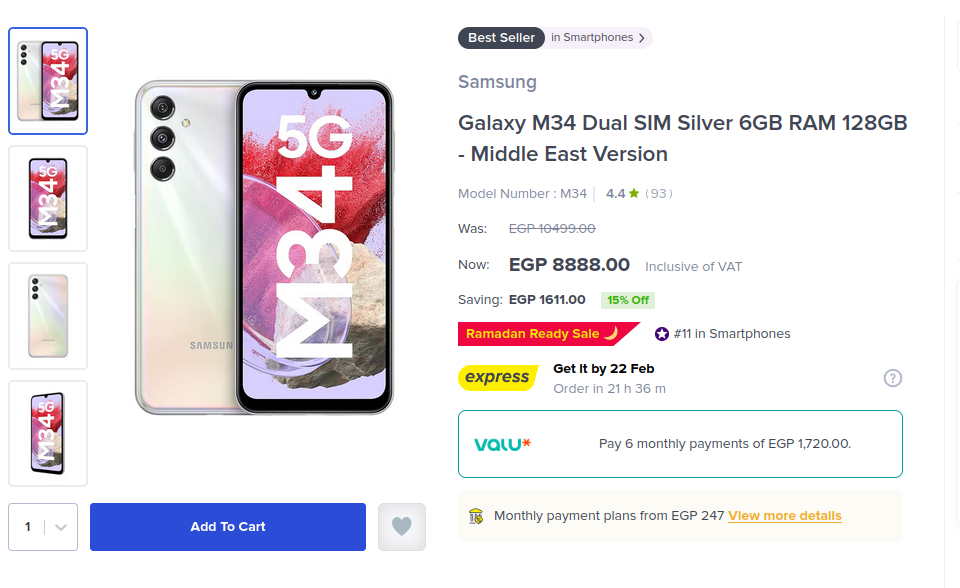 Best Seller in Smartphones
Samsung
Galaxy M34 Dual SIM Silver 6GB RAM 128GB
- Middle East Version
Model Number : M34 4.4 (93)
Was: EGP 10499.00
Now: EGP 8888.00 Inclusive of VAT
Saving: EGP 1611.00 15% Off
Ramadan Ready Sale #11 in Smartphones
express Get It by 22 Feb
Order in 21 h 36 m
?
valu* Pay 6 monthly payments of EGP 1,720.00.
Monthly payment plans from EGP 247 View more details
5G
M34
SAMSUN
5G
M34
5G
M34
5G
M34
1
Add To Cart